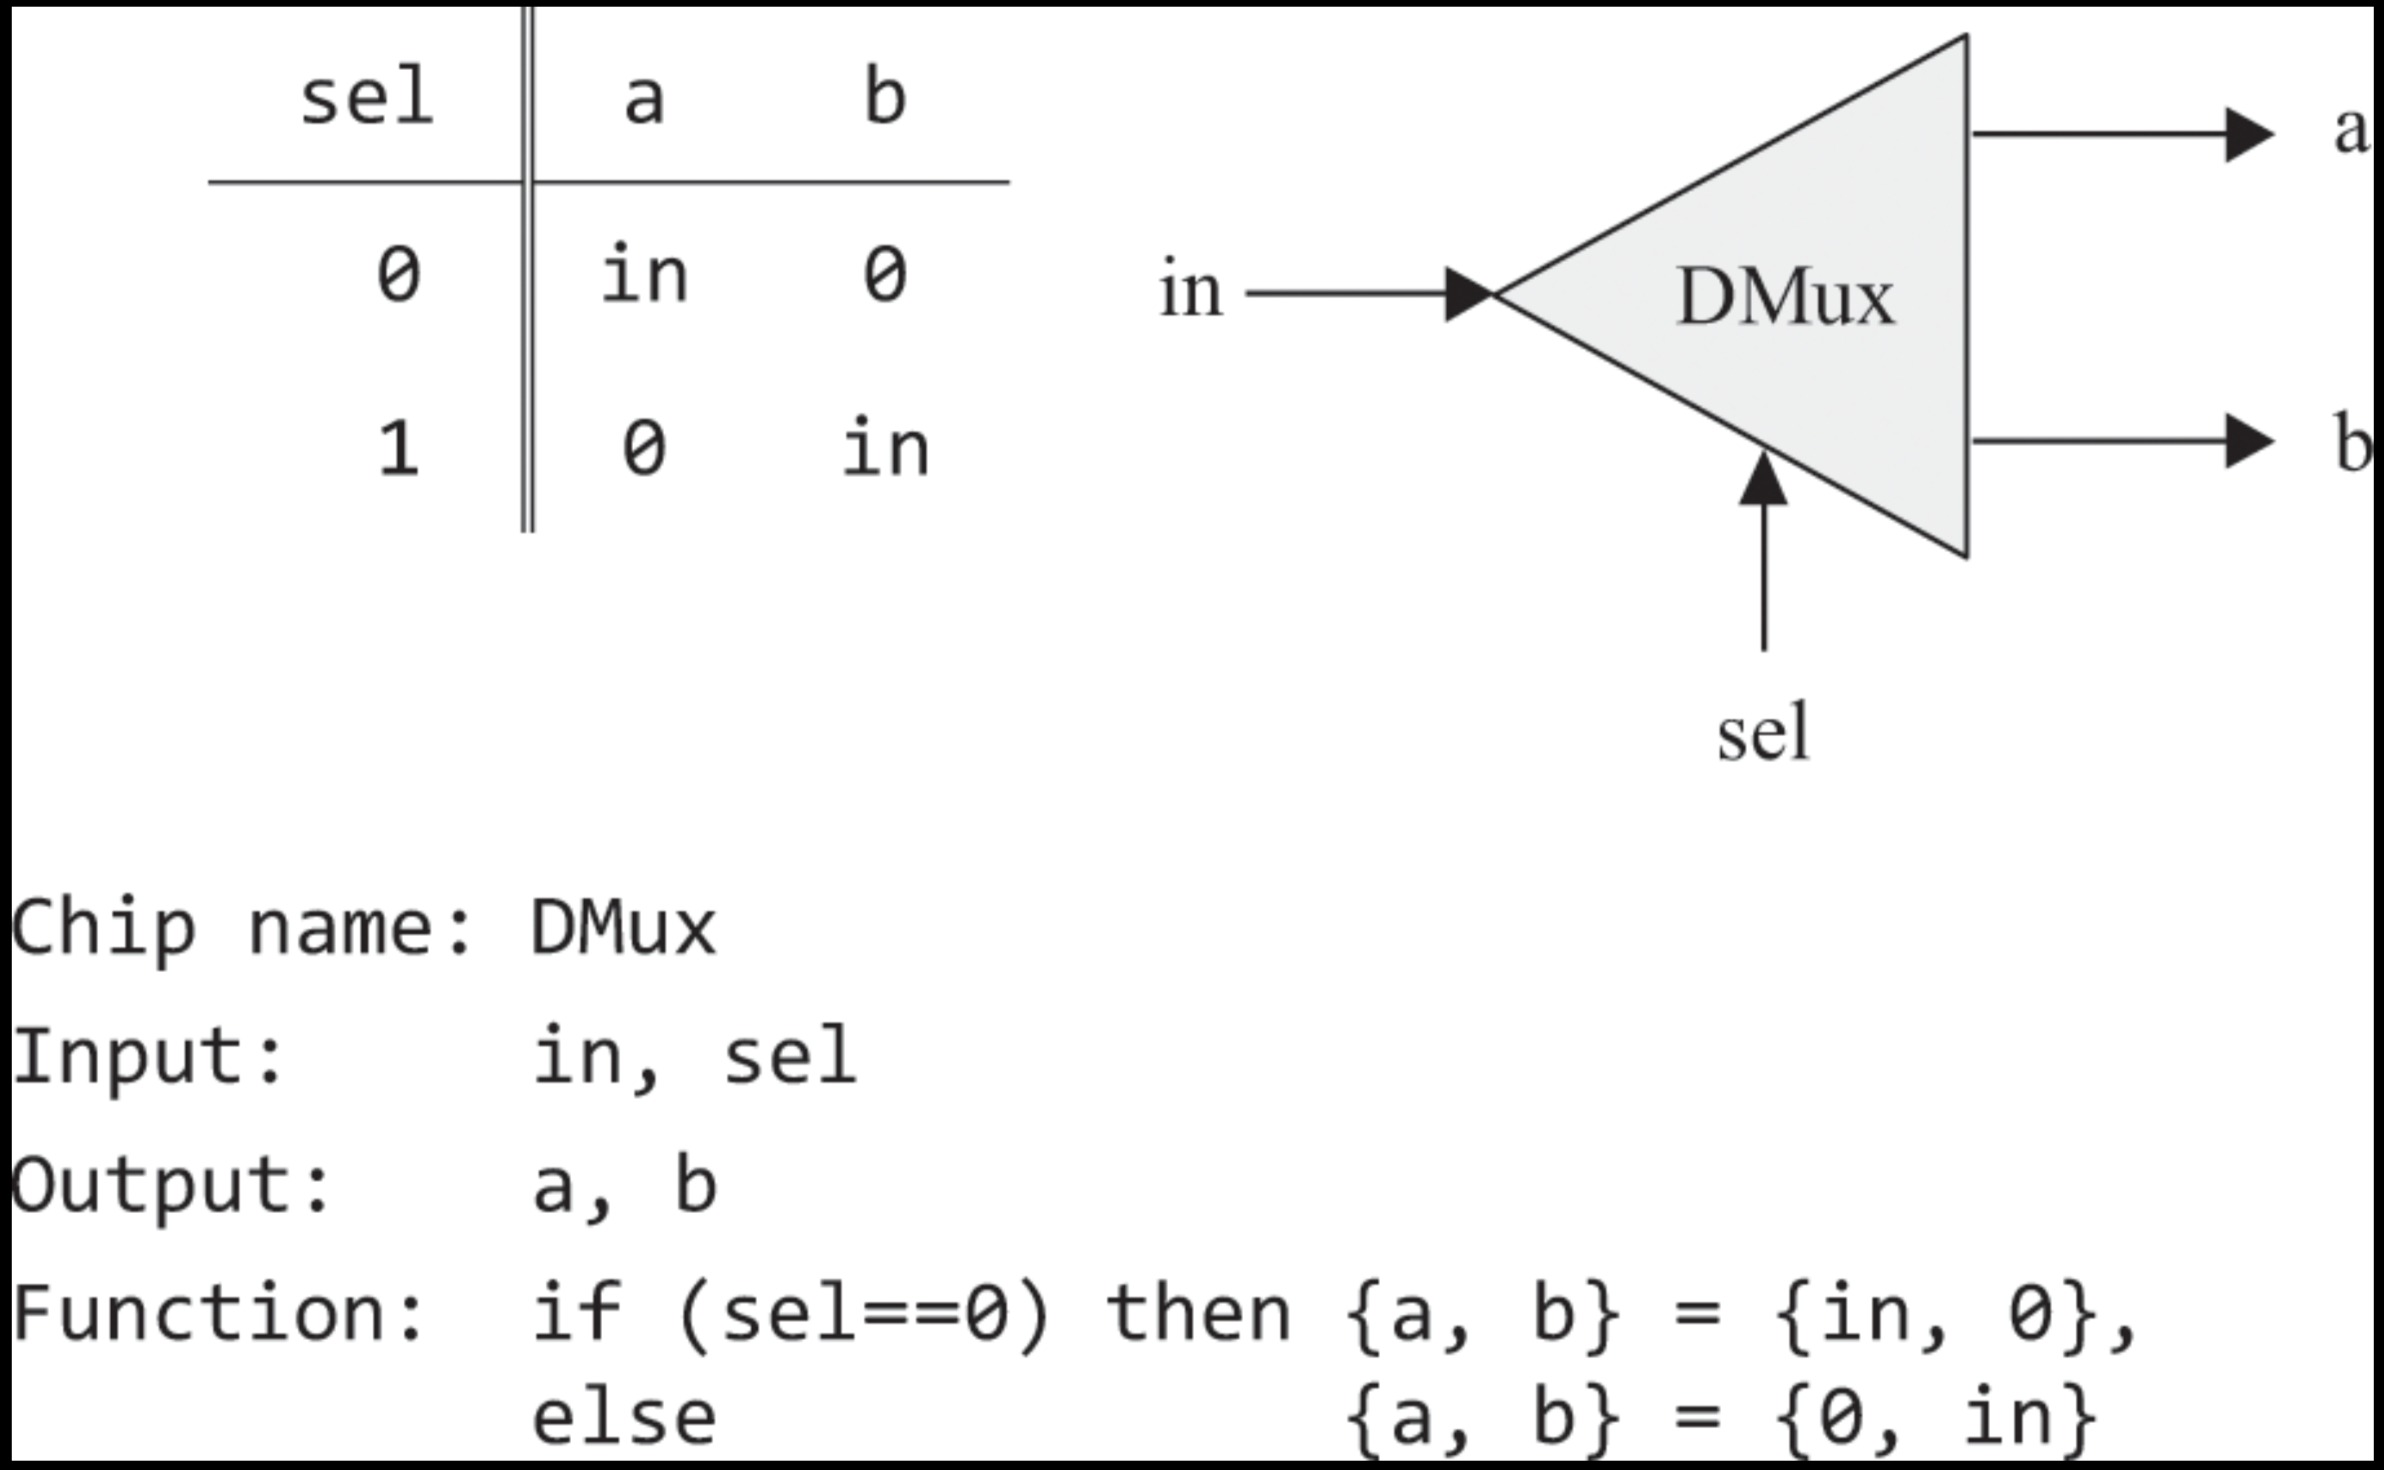 sel a b
0 in 0
1 0 in
in DMux a
b
sel
Chip name: DMux
Input: in, sel
Output: a, b
Function: if (sel==0) then {a, b} = {in, 0},
else {a, b} = {0, in}